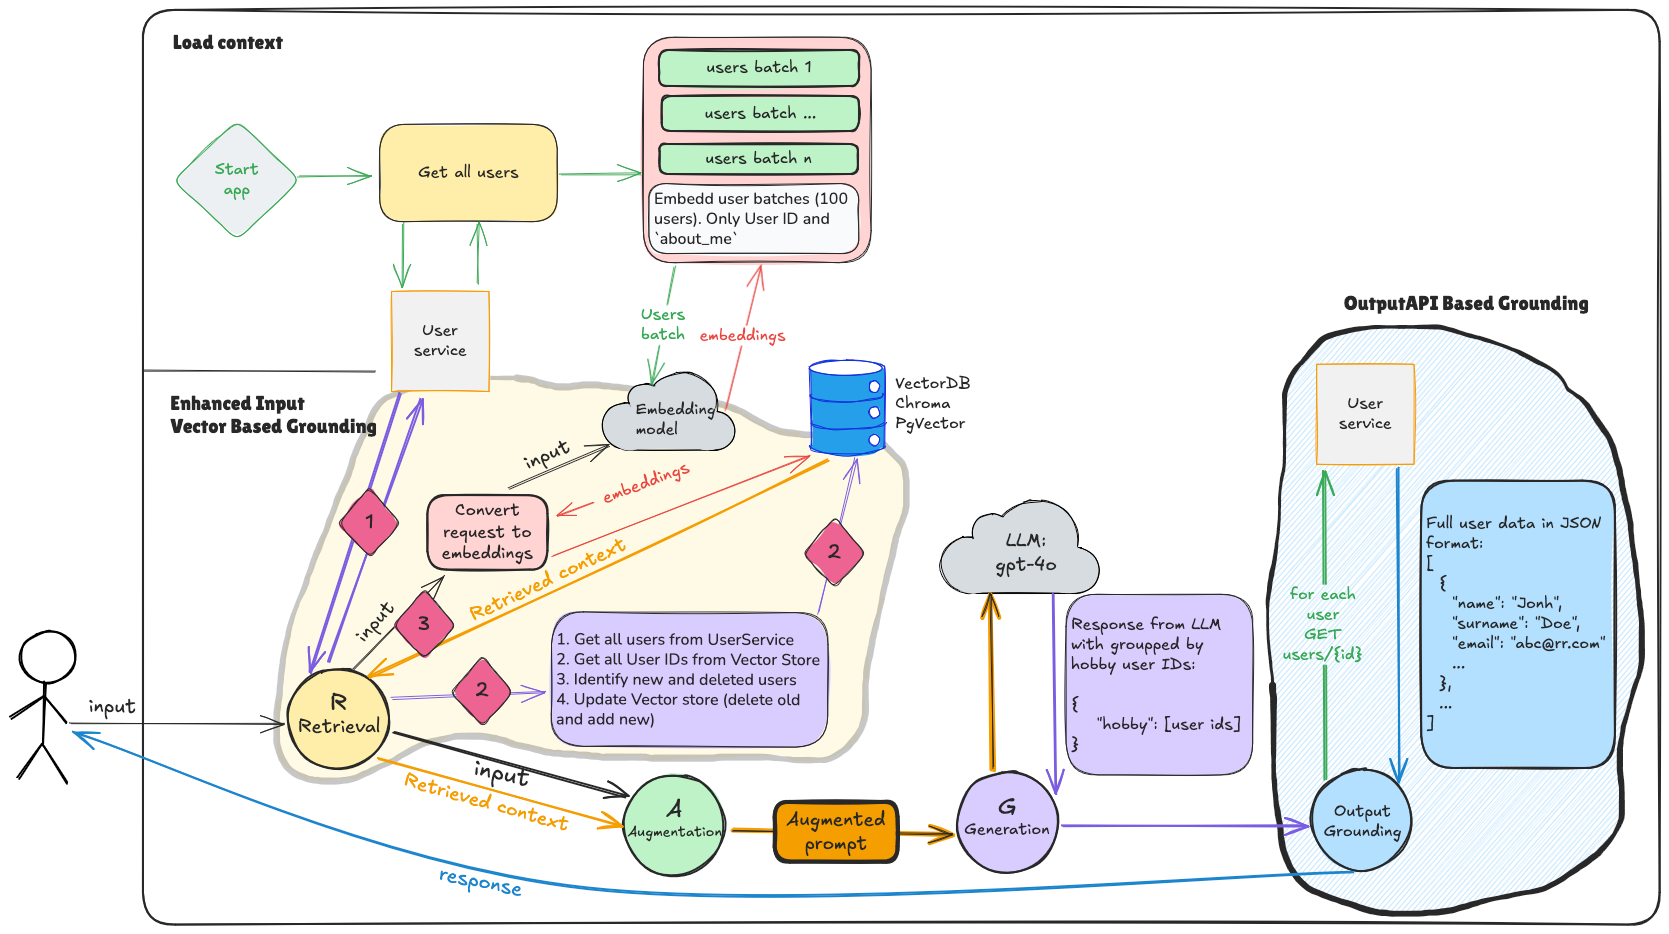 Load context
users batch 1
users batch ...
users batch n
Embedd user batches (100
users). Only User ID and
`about_me`
Start
app
Get all users
User
service
Users
batch
embeddings
OutputAPI Based Grounding
Enhanced Input
Vector Based Grounding
Embedding
model
VectorDB
Chroma
PgVector
User
service
input
embeddings
1
Convert
request to
embeddings
Retrieved context
2
input
3
LLM:
gpt-4o
Full user data in JSON
format:
[
{
"name": "Jonh",
"surname": "Doe",
"email": "abc@rr.com"
...
},
...
]
for each
user
GET
users/{id}
1. Get all users from UserService
2. Get all User IDs from Vector Store
3. Identify new and deleted users
4. Update Vector store (delete old
and add new)
2
Response from LLM
with groupped by
hobby user IDs:
{
"hobby": [user ids]
}
input
R
Retrieval
input
Retrieved context
A
Augmentation
Augmented
prompt
G
Generation
Output
Grounding
response